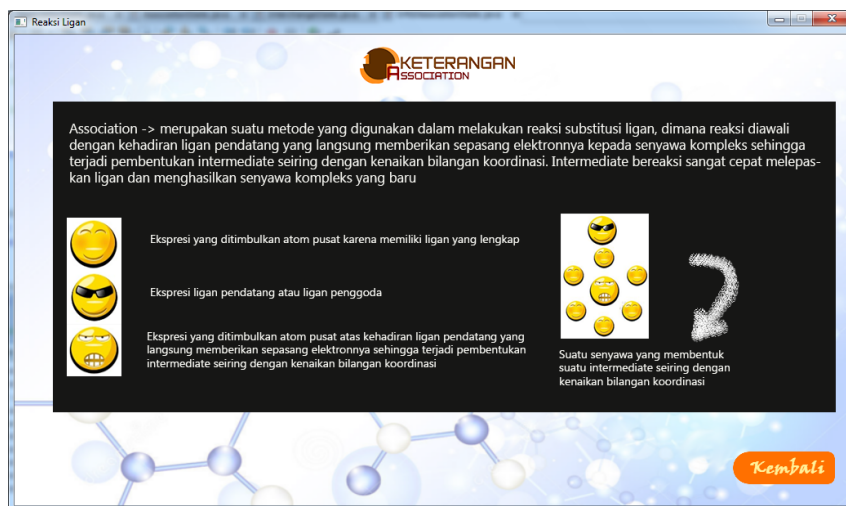 Reaksi Ligan
KETERANGAN
ASSOCIATION
Association -> merupakan suatu metode yang digunakan dalam melakukan reaksi substitusi ligan, dimana reaksi diawali
dengan kehadiran ligan pendatang yang langsung memberikan sepasang elektronnya kepada senyawa kompleks sehingga
terjadi pembentukan intermediate seiring dengan kenaikan bilangan koordinasi. Intermediate bereaksi sangat cepat melepas-
kan ligan dan menghasilkan senyawa kompleks yang baru
Ekspresi yang ditimbulkan atom pusat karena memiliki ligan yang lengkap
Ekspresi ligan pendatang atau ligan penggoda
Ekspresi yang ditimbulkan atom pusat atas kehadiran ligan pendatang yang
langsung memberikan sepasang elektronnya sehingga terjadi pembentukan
intermediate seiring dengan kenaikan bilangan koordinasi
Suatu senyawa yang membentuk
suatu intermediate seiring dengan
kenaikan bilangan koordinasi
Kembali